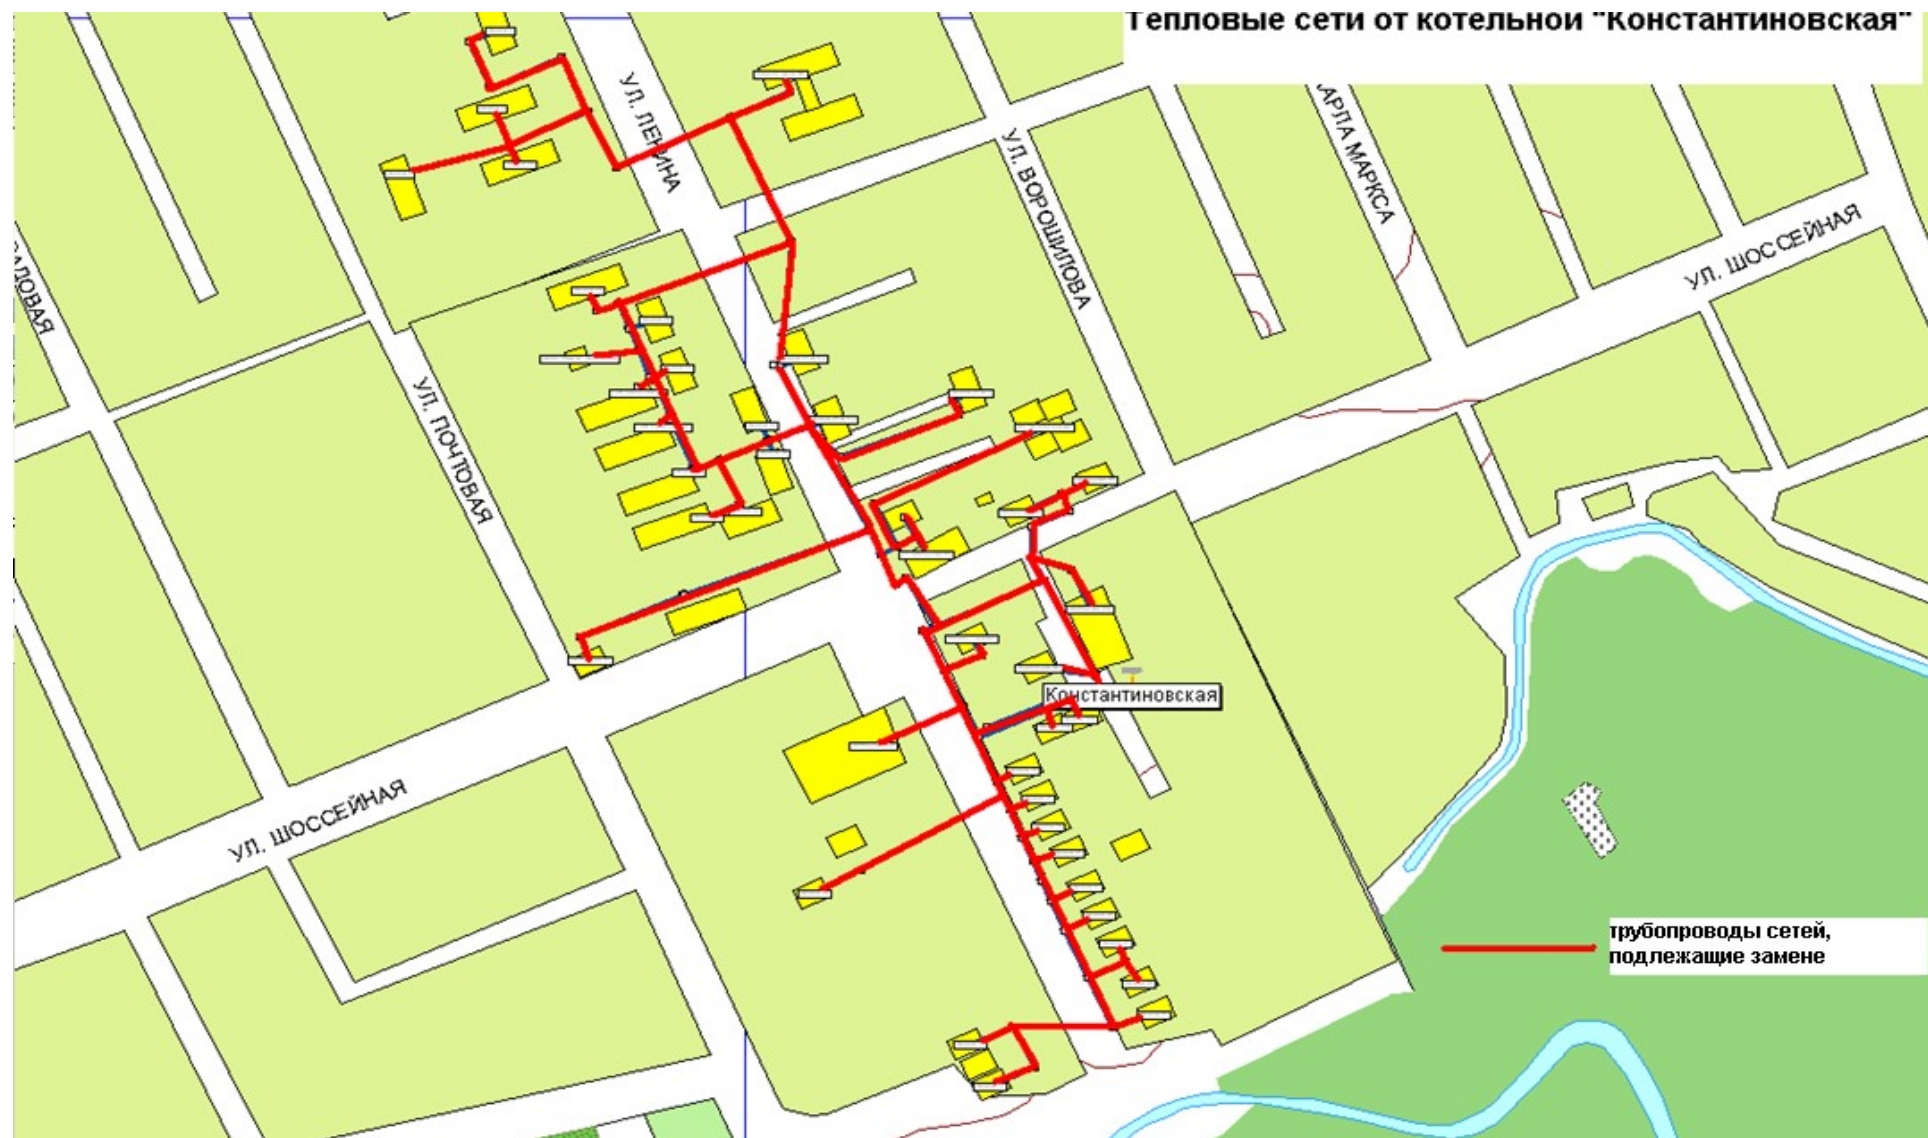 Тепловые сети от котельной "Константиновская"
УЛ. ЛЕНИНА
УЛ. ВОРОШИЛОВА
АРЛА МАРКСА
УЛ. ШОССЕЙНАЯ
АДОВАЯ
УЛ. ПОЧТОВАЯ
Константиновская
УЛ. ШОССЕЙНАЯ
трубопроводы сетей,
подлежащие замене